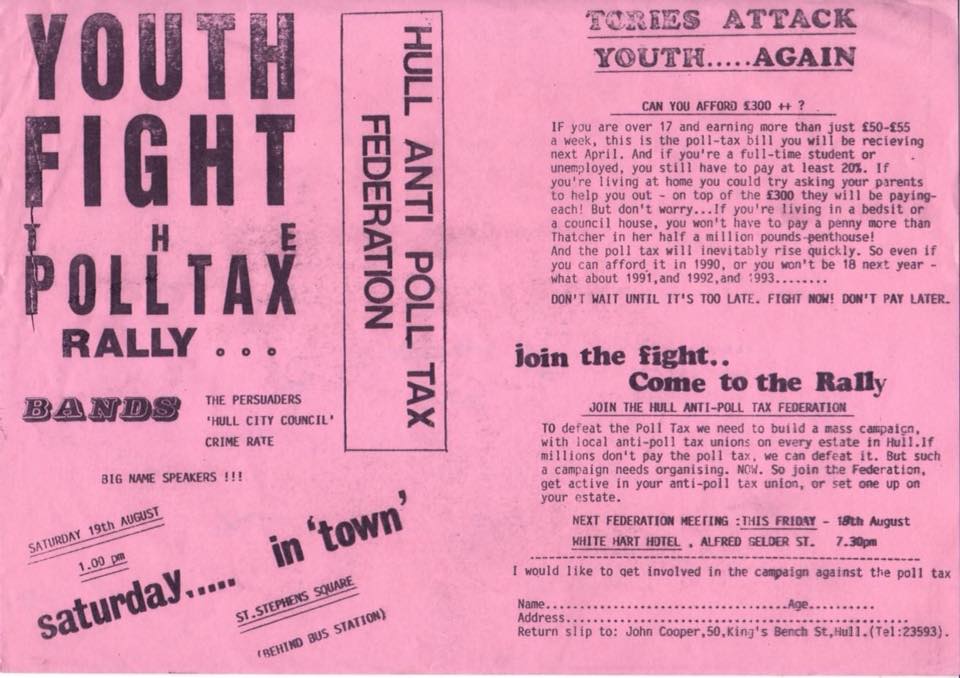 YOUTH
FIGHT
THE
POLL TAX
RALLY ...
BANDS
THE PERSUADERS
'HULL CITY COUNCIL'
CRIME RATE
BIG NAME SPEAKERS !!!
SATURDAY 19th AUGUST
1.00 pm
saturday..... in 'town'
ST.STEPHENS SQUARE
(BEHIND BUS STATION)
HULL ANTI POLL TAX
FEDERATION
TORIES ATTACK
YOUTH.....AGAIN
CAN YOU AFFORD £300 ++ ?
IF you are over 17 and earning more than just £50-£55
a week, this is the poll-tax bill you will be recieving
next April. And if you're a full-time student or
unemployed, you still have to pay at least 20%. If
you're living at home you could try asking your parents
to help you out - on top of the £300 they will be paying-
each! But don't worry...If you're living in a bedsit or
a council house, you won't have to pay a penny more than
Thatcher in her half a million pounds-penthouse!
And the poll tax will inevitably rise quickly. So even if
you can afford it in 1990, or you won't be 18 next year -
what about 1991,and 1992,and 1993........
DON'T WAIT UNTIL IT'S TOO LATE. FIGHT NOW! DON'T PAY LATER.
join the fight..
Come to the Rally
JOIN THE HULL ANTI-POLL TAX FEDERATION
TO defeat the Poll Tax we need to build a mass campaign,
with local anti-poll tax unions on every estate in Hull.If
millions don't pay the poll tax, we can defeat it. But such
a campaign needs organising. NOW. So join the Federation,
get active in your anti-poll tax union, or set one up on
your estate.
NEXT FEDERATION MEETING :THIS FRIDAY - 18th August
WHITE HART HOTEL , ALFRED GELDER ST. 7.30pm
I would like to get involved in the campaign against the poll tax
Name......................................Age..........
Address..................................................
Return slip to: John Cooper,50,King's Bench St,Hull.(Tel:23593).